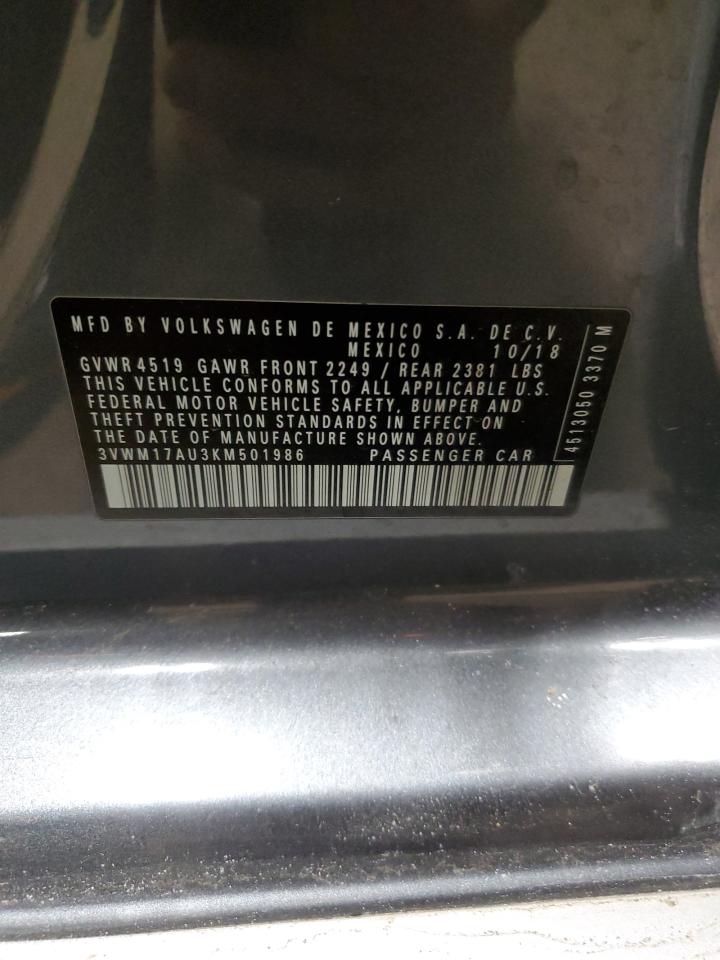 MFD BY VOLKSWAGEN DE MEXICO S.A. DE C.V.
MEXICO 10/18
GVWR 4519 GAWR FRONT 2249 / REAR 2381 LBS
THIS VEHICLE CONFORMS TO ALL APPLICABLE U.S.
FEDERAL MOTOR VEHICLE SAFETY, BUMPER AND
THEFT PREVENTION STANDARDS IN EFFECT ON
THE DATE OF MANUFACTURE SHOWN ABOVE.
3VWM17AU3KM501986 PASSENGER CAR
4513050 3370 M